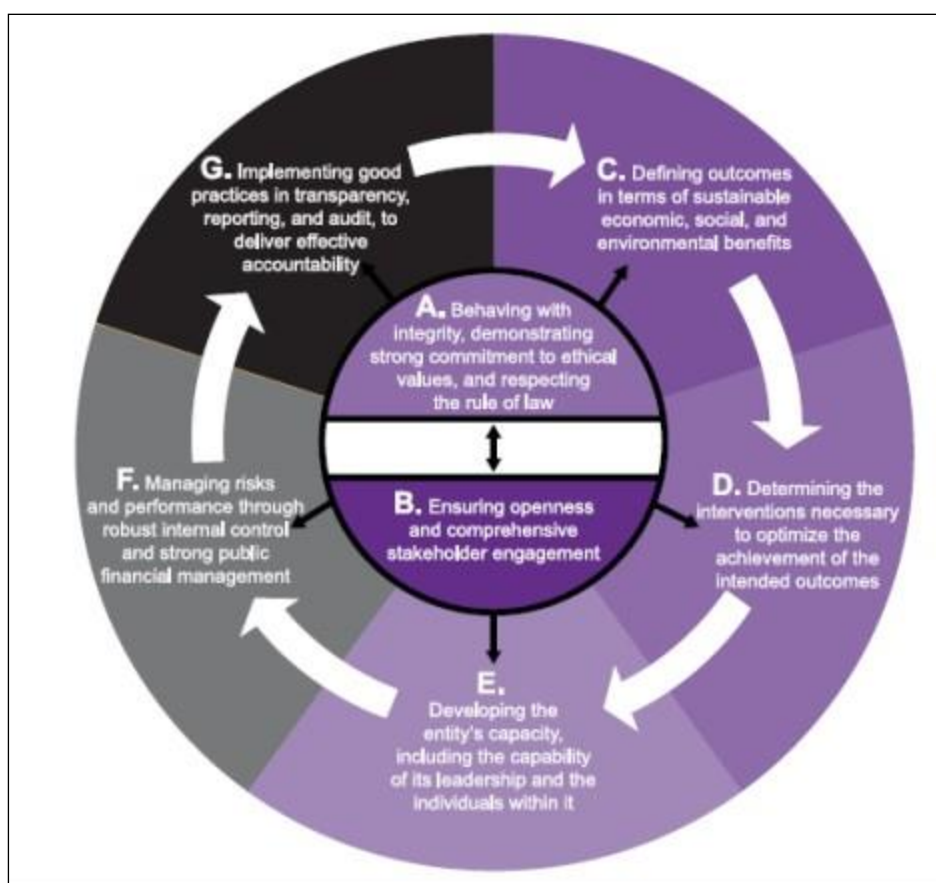 G. Implementing good
practices in transparency,
reporting, and audit, to
deliver effective
accountability
C. Defining outcomes
in terms of sustainable
economic, social, and
environmental benefits
A. Behaving with
integrity, demonstrating
strong commitment to ethical
values, and respecting
the rule of law
B. Ensuring openness
and comprehensive
stakeholder engagement
D. Determining the
interventions necessary
to optimize the
achievement of the
intended outcomes
E.
Developing the
entity's capacity,
including the capability
of its leadership and the
individuals within it
F. Managing risks
and performance through
robust internal control
and strong public
financial management